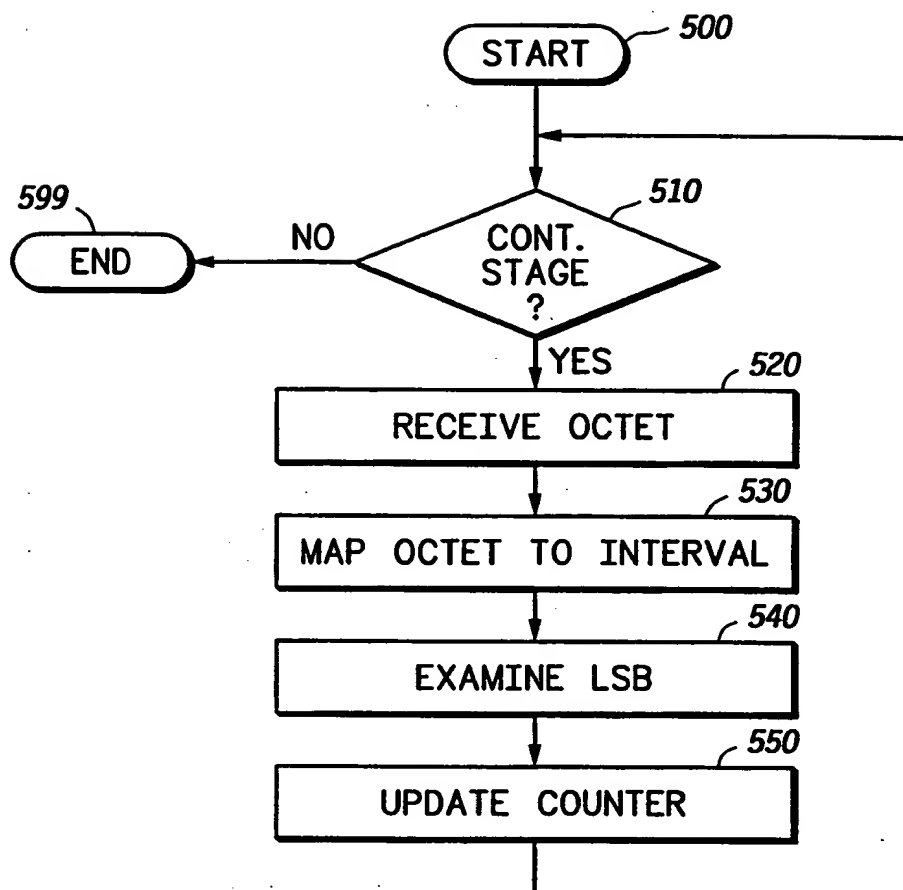 500
START
510
599
CONT.
STAGE
?
NO
END
YES
520
RECEIVE OCTET
530
MAP OCTET TO INTERVAL
540
EXAMINE LSB
550
UPDATE COUNTER